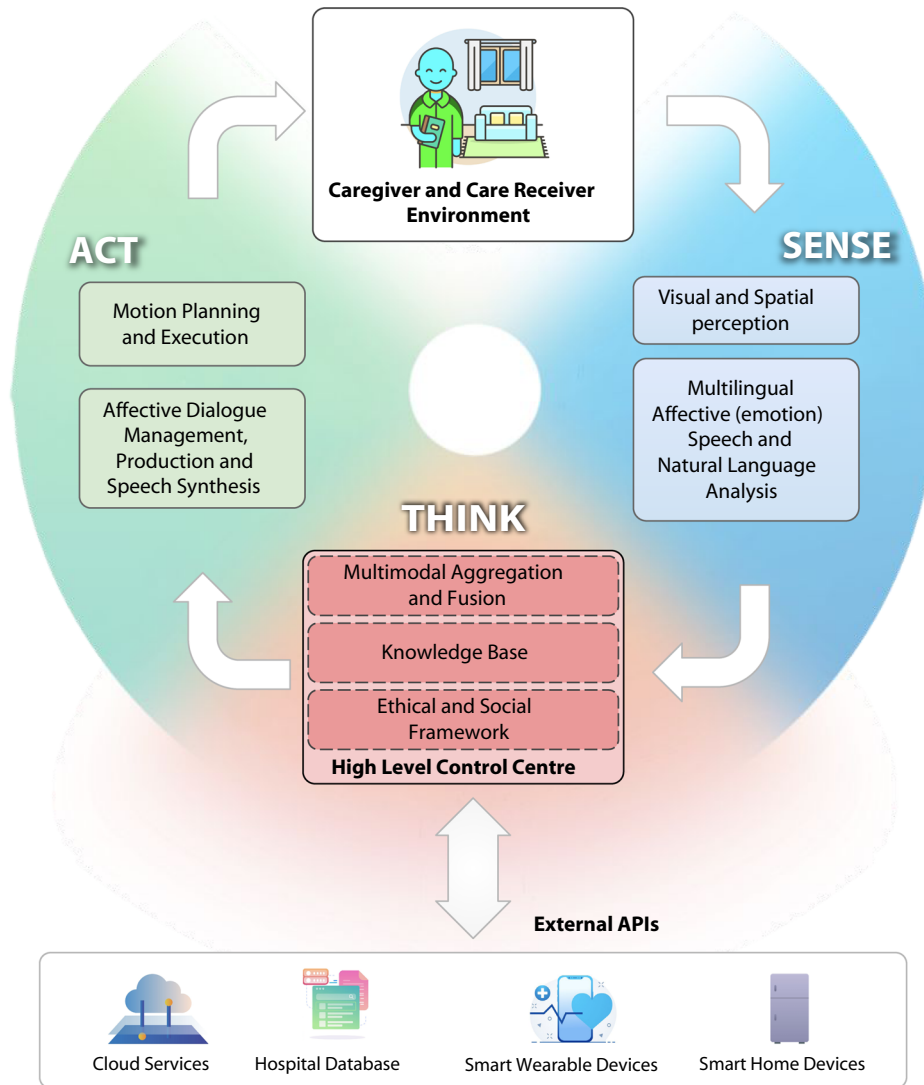 Caregiver and Care Receiver
Environment
ACT
Motion Planning
and Execution
Affective Dialogue
Management,
Production and
Speech Synthesis
SENSE
Visual and Spatial
perception
Multilingual
Affective (emotion)
Speech and
Natural Language
Analysis
THINK
Multimodal Aggregation
and Fusion
Knowledge Base
Ethical and Social
Framework
High Level Control Centre
External APIs
Cloud Services
Hospital Database
Smart Wearable Devices
Smart Home Devices